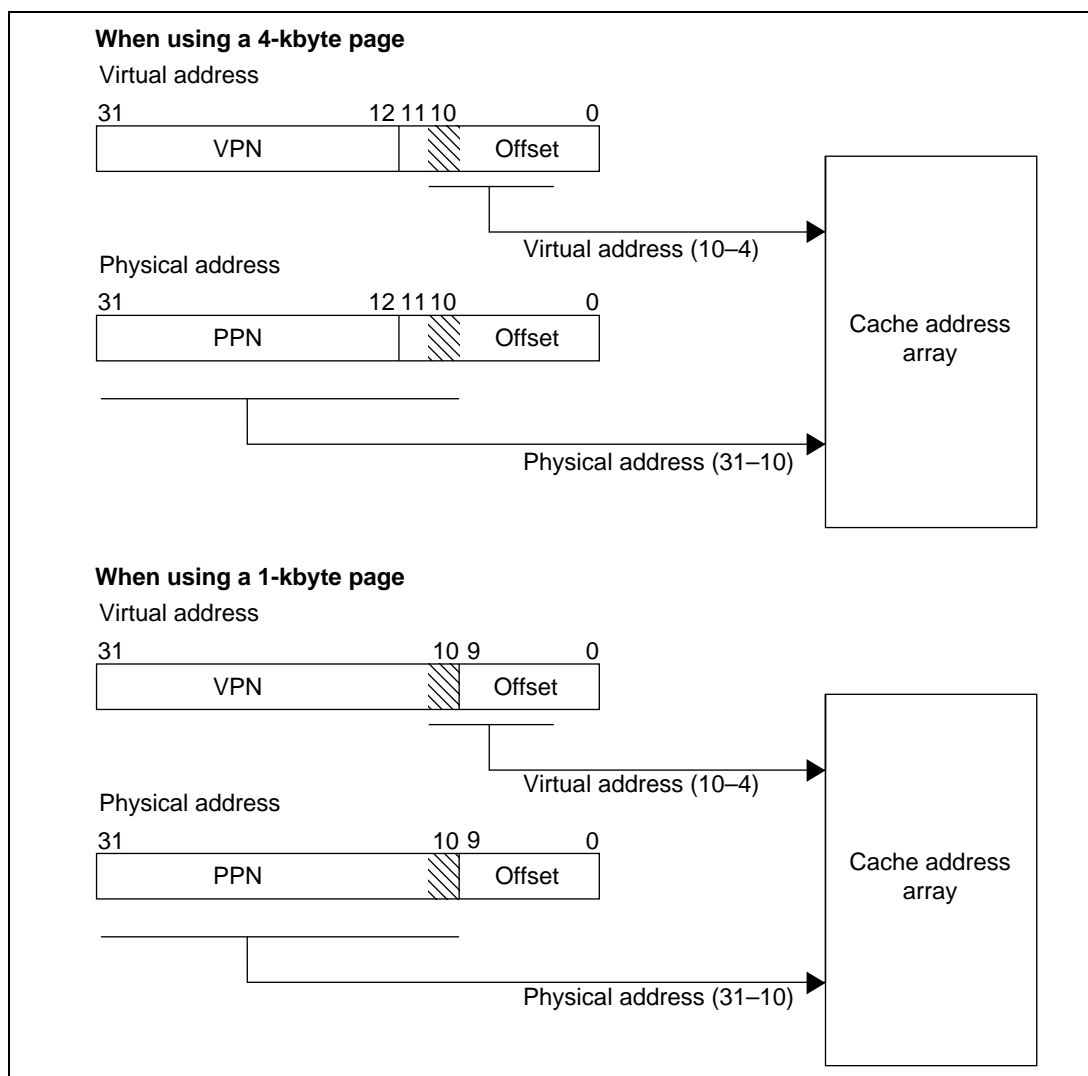 When using a 4-kbyte page
Virtual address
31 12 11 10 0
VPN Offset
Virtual address (10–4)
Physical address
31 12 11 10 0
PPN Offset
Cache address
array
Physical address (31–10)
When using a 1-kbyte page
Virtual address
31 10 9 0
VPN Offset
Virtual address (10–4)
Physical address
31 10 9 0
PPN Offset
Cache address
array
Physical address (31–10)